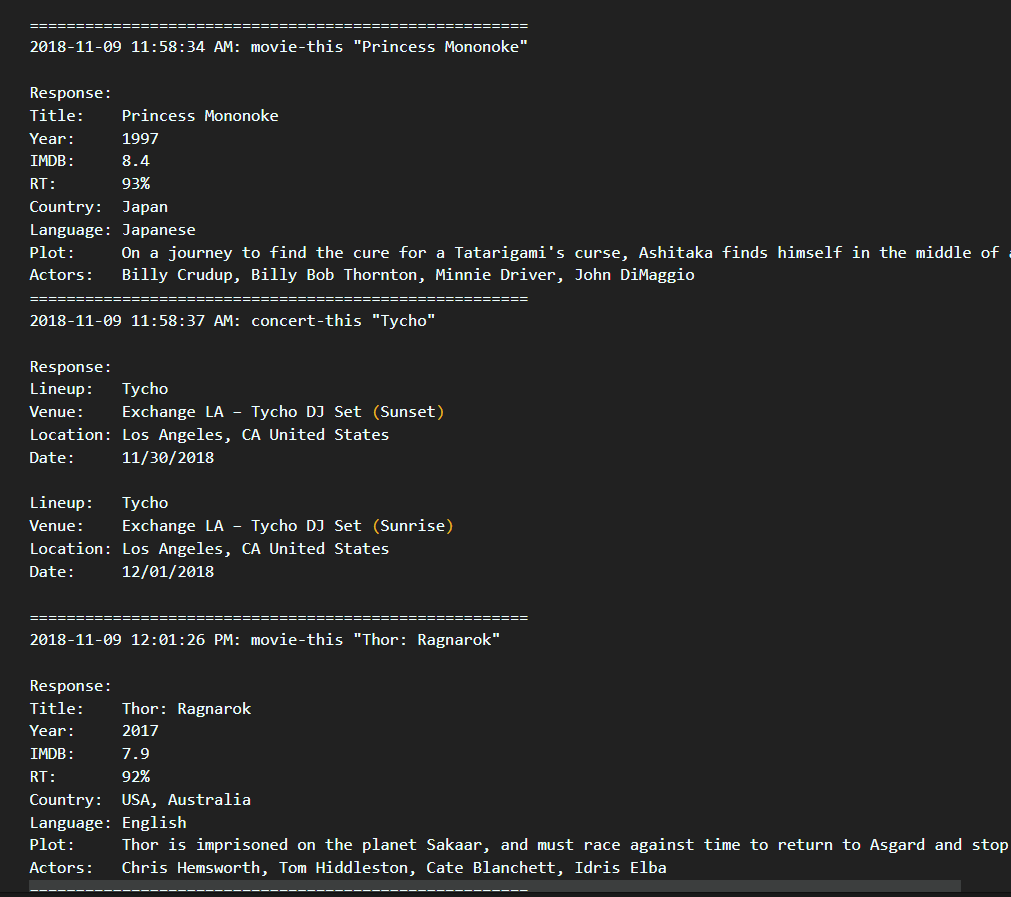 ======================================================
2018-11-09 11:58:34 AM: movie-this "Princess Mononoke"
Response:
Title:    Princess Mononoke
Year:     1997
IMDB:     8.4
RT:       93%
Country:  Japan
Language: Japanese
Plot:     On a journey to find the cure for a Tatarigami's curse, Ashitaka finds himself in the middle of
Actors:   Billy Crudup, Billy Bob Thornton, Minnie Driver, John DiMaggio
======================================================
2018-11-09 11:58:37 AM: concert-this "Tycho"
Response:
Lineup:   Tycho
Venue:    Exchange LA – Tycho DJ Set (Sunset)
Location: Los Angeles, CA United States
Date:     11/30/2018
Lineup:   Tycho
Venue:    Exchange LA – Tycho DJ Set (Sunrise)
Location: Los Angeles, CA United States
Date:     12/01/2018
======================================================
2018-11-09 12:01:26 PM: movie-this "Thor: Ragnarok"
Response:
Title:    Thor: Ragnarok
Year:     2017
IMDB:     7.9
RT:       92%
Country:  USA, Australia
Language: English
Plot:     Thor is imprisoned on the planet Sakaar, and must race against time to return to Asgard and stop
Actors:   Chris Hemsworth, Tom Hiddleston, Cate Blanchett, Idris Elba
======================================================